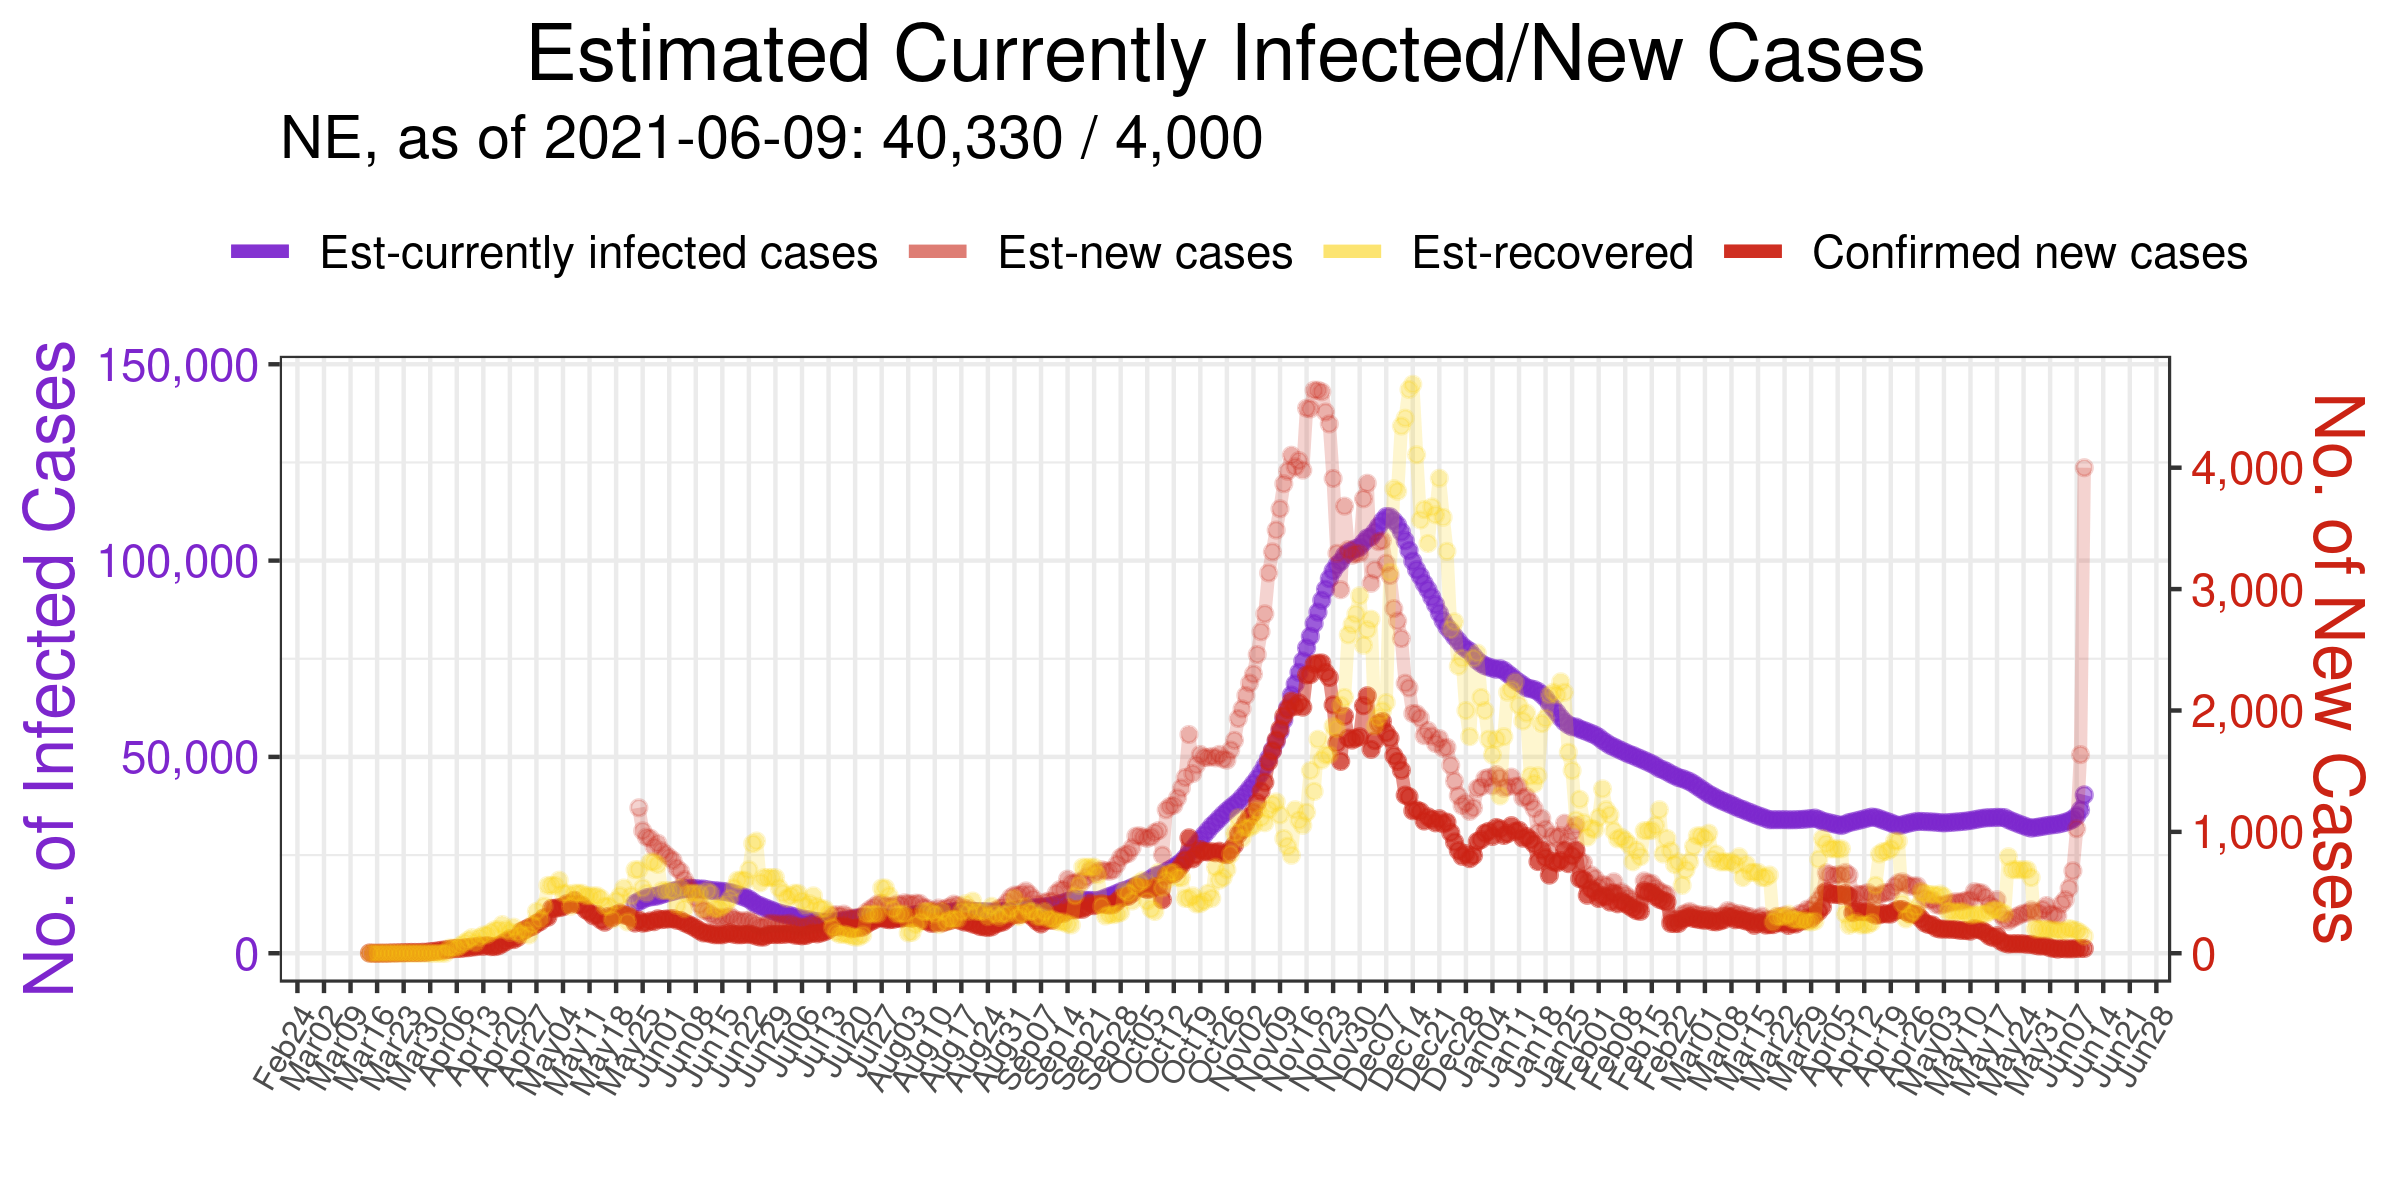 Estimated Currently Infected/New Cases
NE, as of 2021-06-09: 40,330 / 4,000
Est-currently infected cases
Est-new cases
Est-recovered
Confirmed new cases
No. of Infected Cases
150,000
100,000
50,000
0
4,000
3,000
2,000
1,000
0
No. of New Cases
Feb24
Mar02
Mar09
Mar16
Mar23
Mar30
Apr06
Apr13
Apr20
Apr27
May04
May11
May18
May25
Jun01
Jun08
Jun15
Jun22
Jun29
Jul06
Jul13
Jul20
Jul27
Aug03
Aug10
Aug17
Aug24
Aug31
Sep07
Sep14
Sep21
Sep28
Oct05
Oct12
Oct19
Oct26
Nov02
Nov09
Nov16
Nov23
Nov30
Dec07
Dec14
Dec21
Dec28
Jan04
Jan11
Jan18
Jan25
Feb01
Feb08
Feb15
Feb22
Mar01
Mar08
Mar15
Mar22
Mar29
Apr05
Apr12
Apr19
Apr26
May03
May10
May17
May24
May31
Jun07
Jun14
Jun21
Jun28